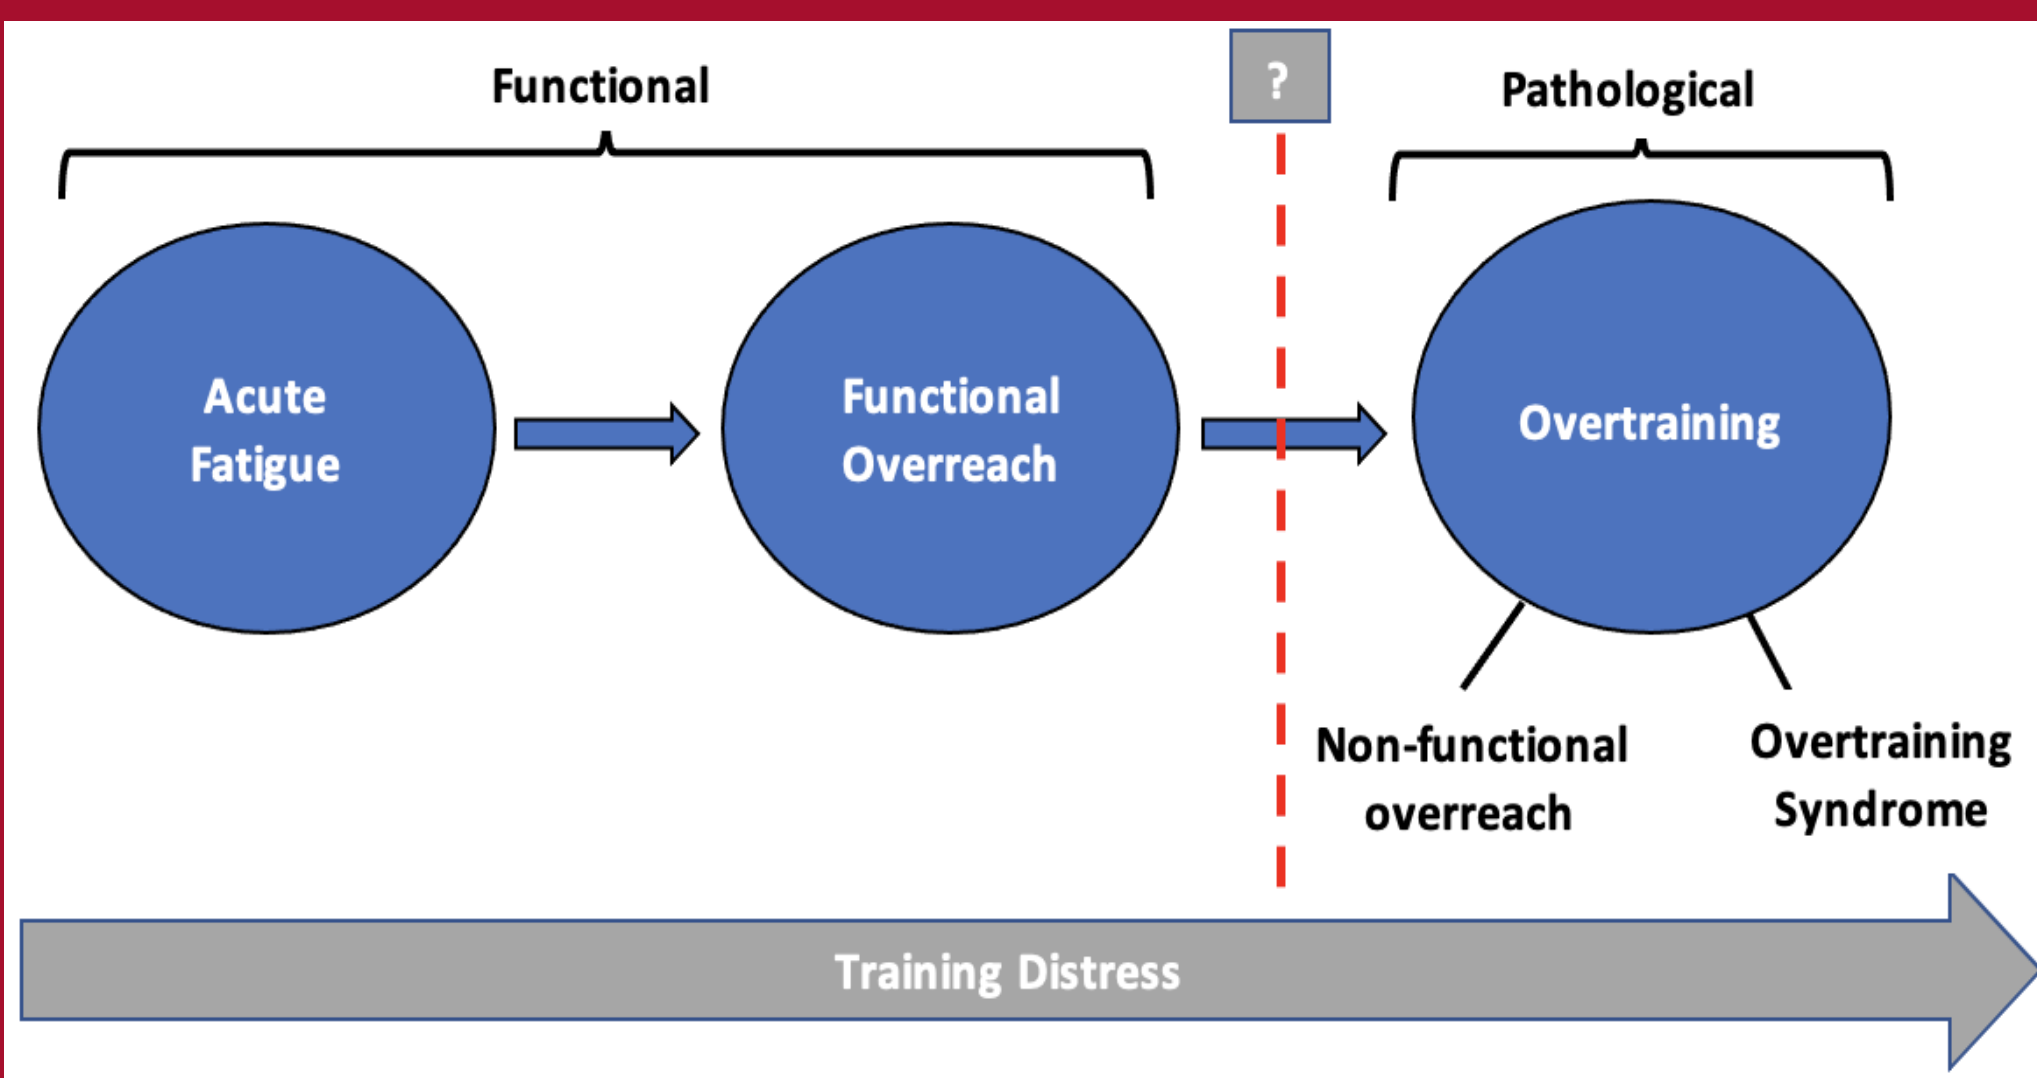 Functional
?
Pathological
Acute
Fatigue
Functional
Overreach
Overtraining
Non-functional
overreach
Overtraining
Syndrome
Training Distress